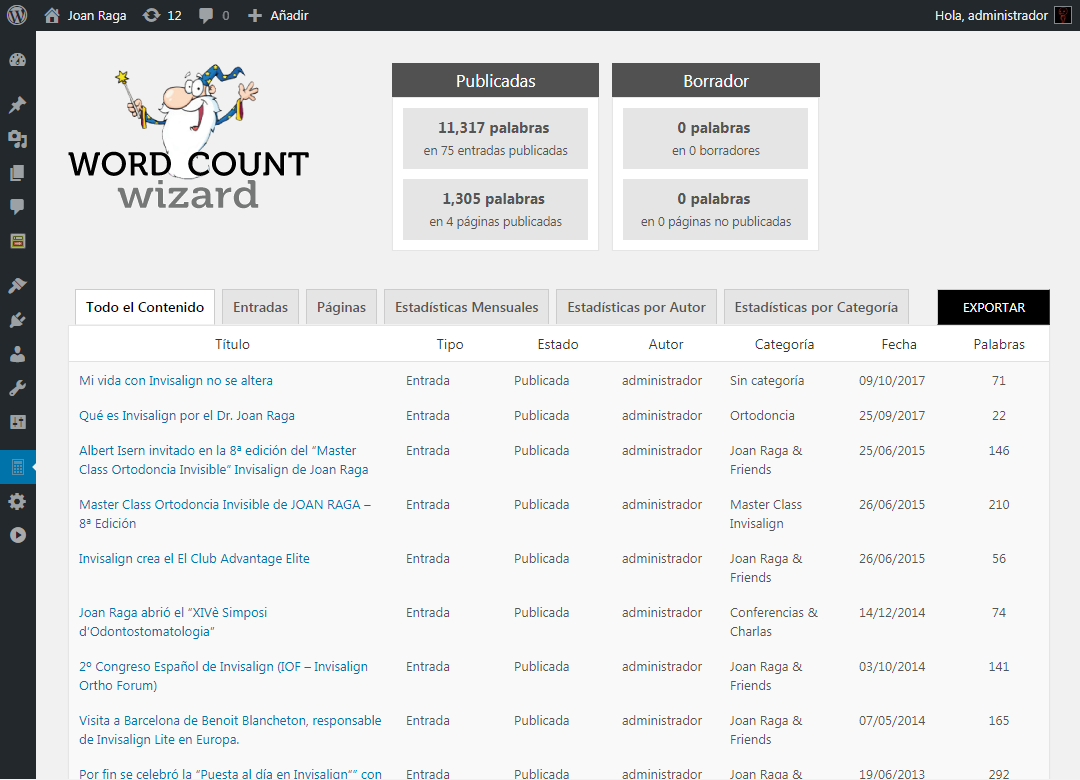 Joan Raga 12 0 Añadir Hola, administrador
WORD COUNT
wizard
Publicadas
11,317 palabras
en 75 entradas publicadas
1,305 palabras
en 4 páginas publicadas
Borrador
0 palabras
en 0 borradores
0 palabras
en 0 páginas no publicadas
Todo el Contenido Entradas Páginas Estadísticas Mensuales Estadísticas por Autor Estadísticas por Categoría EXPORTAR
Título Tipo Estado Autor Categoría Fecha Palabras
Mi vida con Invisalign no se altera Entrada Publicada administrador Sin categoría 09/10/2017 71
Qué es Invisalign por el Dr. Joan Raga Entrada Publicada administrador Ortodoncia 25/09/2017 22
Albert Isern invitado en la 8ª edición del “Master Entrada Publicada administrador Joan Raga & 25/06/2015 146
Class Ortodoncia Invisible” Invisalign de Joan Raga Friends
Master Class Ortodoncia Invisible de JOAN RAGA – Entrada Publicada administrador Master Class 26/06/2015 210
8ª Edición Invisalign
Invisalign crea el El Club Advantage Elite Entrada Publicada administrador Joan Raga & 26/06/2015 56
Friends
Joan Raga abrió el “XIVè Simposi Entrada Publicada administrador Conferencias & 14/12/2014 74
d’Odontostomatologia” Charlas
2º Congreso Español de Invisalign (IOF – Invisalign Entrada Publicada administrador Joan Raga & 03/10/2014 141
Ortho Forum) Friends
Visita a Barcelona de Benoit Blancheton, responsable Entrada Publicada administrador Joan Raga & 07/05/2014 165
de Invisalign Lite en Europa. Friends
Por fin se celebró la “Puesta al día en Invisalign”” con Entrada Publicada administrador Joan Raga & 19/06/2013 292